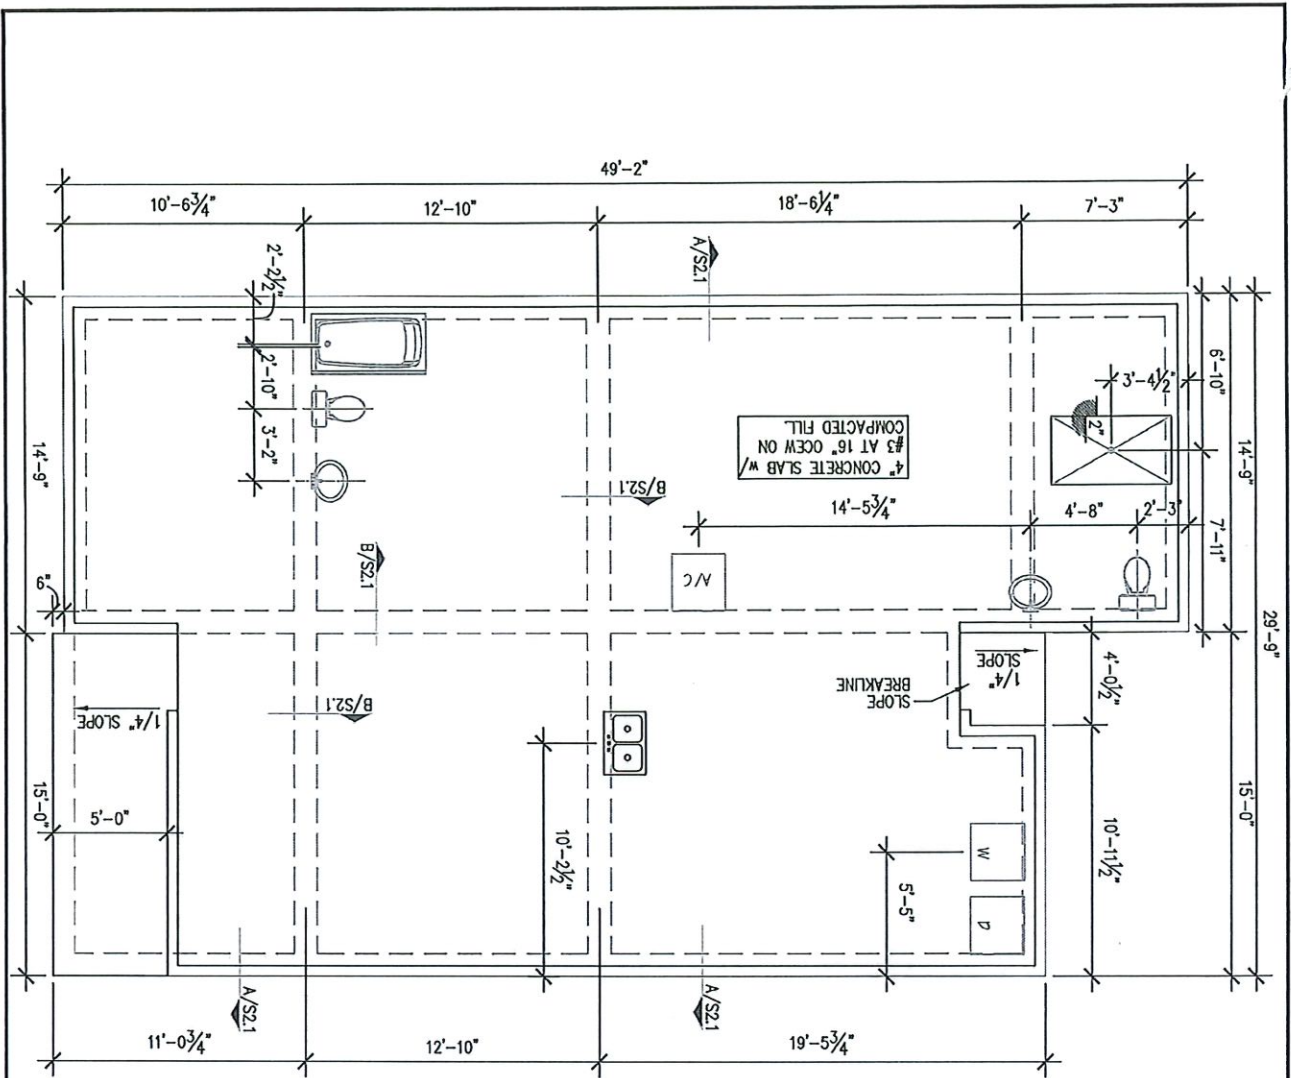 49'-2"
10'-6¾"
12'-10"
18'-6¼"
7'-3"
A/S2.1
2'-2½"
2'-10"
3'-2"
14'-9"
6"
15'-0"
5'-0"
1/4" SLOPE
B/S2.1
B/S2.1
B/S2.1
4" CONCRETE SLAB W/
#3 AT 16" OCEW ON
COMPACTED FILL.
14'-5¾"
4'-8"
2'-3"
3'-4½"
2"
6'-10"
7'-11"
14'-9"
29'-9"
15'-0"
A/C
1/4"
SLOPE
SLOPE
BREAKLINE
4'-0½"
10'-11½"
10'-2½"
5'-5"
W
D
A/S2.1
A/S2.1
11'-0¾"
12'-10"
19'-5¾"